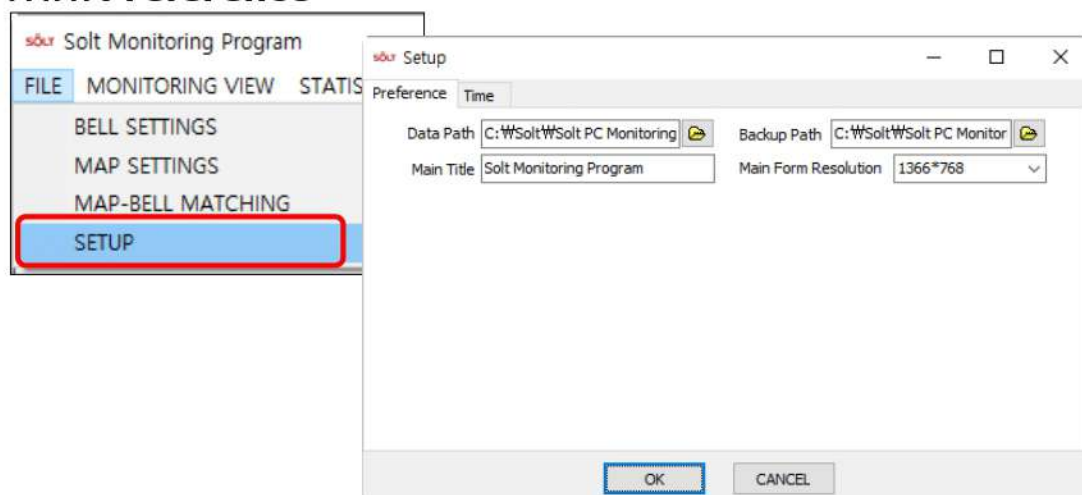 sölt Solt Monitoring Program
FILE MONITORING VIEW STATIS
BELL SETTINGS
MAP SETTINGS
MAP-BELL MATCHING
SETUP
sölt Setup
Preference Time
Data Path C:₩Solt₩Solt PC Monitoring Backup Path C:₩Solt₩Solt PC Monitor
Main Title Solt Monitoring Program Main Form Resolution 1366*768
OK CANCEL